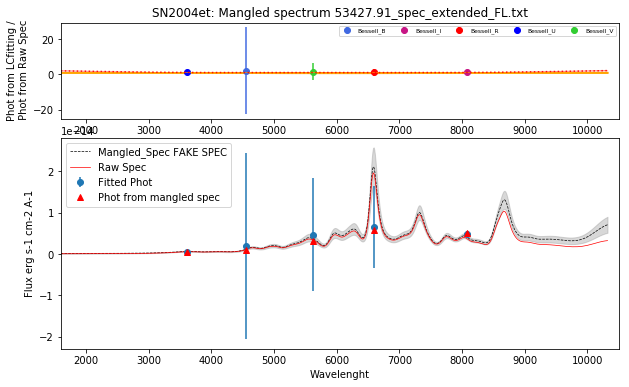 SN2004et: Mangled spectrum 53427.91_spec_extended_FL.txt
Phot from LCfitting /
Phot from Raw Spec
20
0
−20
Bessell_B
Bessell_I
Bessell_R
Bessell_U
Bessell_V
2000 3000 4000 5000 6000 7000 8000 9000 10000
1e−14
Flux erg s-1 cm-2 A-1
2
1
0
−1
−2
Mangled_Spec FAKE SPEC
Raw Spec
Fitted Phot
Phot from mangled spec
2000 3000 4000 5000 6000 7000 8000 9000 10000
Wavelenght